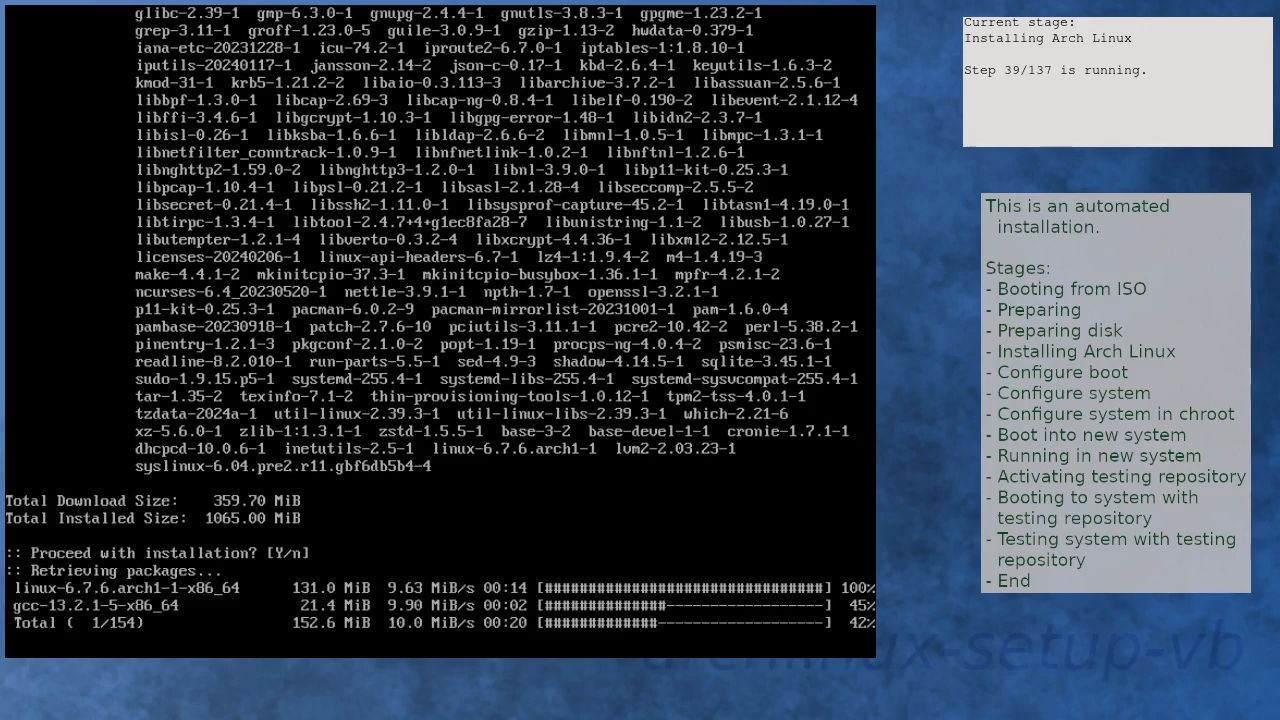 glibc-2.39-1  gmp-6.3.0-1  gnupg-2.4.4-1  gnutls-3.8.3-1  gpgme-1.23.2-1
grep-3.11-1  groff-1.23.0-5  guile-3.0.9-1  gzip-1.13-2  hwdata-0.379-1
iana-etc-20231228-1  icu-74.2-1  iproute2-6.7.0-1  iptables-1:1.8.10-1
iputils-20240117-1  jansson-2.14-2  json-c-0.17-1  kbd-2.6.4-1  keyutils-1.6.3-2
kmod-31-1  krb5-1.21.2-2  libaio-0.3.113-3  libarchive-3.7.2-1  libassuan-2.5.6-1
libbpf-1.3.0-1  libcap-2.69-3  libcap-ng-0.8.4-1  libelf-0.190-2  libevent-2.1.12-4
libffi-3.4.6-1  libgcrypt-1.10.3-1  libgpg-error-1.48-1  libidn2-2.3.7-1
libisl-0.26-1  libksba-1.6.6-1  libldap-2.6.6-2  libmnl-1.0.5-1  libmpc-1.3.1-1
libnetfilter_conntrack-1.0.9-1  libnfnetlink-1.0.2-1  libnftnl-1.2.6-1
libnghttp2-1.59.0-2  libnghttp3-1.2.0-1  libnl-3.9.0-1  libp11-kit-0.25.3-1
libpcap-1.10.4-1  libpsl-0.21.2-1  libsasl-2.1.28-4  libseccomp-2.5.5-2
libsecret-0.21.4-1  libssh2-1.11.0-1  libsysprof-capture-45.2-1  libtasn1-4.19.0-1
libtirpc-1.3.4-1  libtool-2.4.7+4+g1ec8fa28-7  libunistring-1.1-2  libusb-1.0.27-1
libutempter-1.2.1-4  libverto-0.3.2-4  libxcrypt-4.4.36-1  libxml2-2.12.5-1
licenses-20240206-1  linux-api-headers-6.7-1  lz4-1:1.9.4-2  m4-1.4.19-3
make-4.4.1-2  mkinitcpio-37.3-1  mkinitcpio-busybox-1.36.1-1  mpfr-4.2.1-2
ncurses-6.4_20230520-1  nettle-3.9.1-1  npth-1.7-1  openssl-3.2.1-1
p11-kit-0.25.3-1  pacman-6.0.2-9  pacman-mirrorlist-20231001-1  pam-1.6.0-4
pambase-20230918-1  patch-2.7.6-10  pciutils-3.11.1-1  pcre2-10.42-2  perl-5.38.2-1
pinentry-1.2.1-3  pkgconf-2.1.0-2  popt-1.19-1  procps-ng-4.0.4-2  psmisc-23.6-1
readline-8.2.010-1  run-parts-5.5-1  sed-4.9-3  shadow-4.14.5-1  sqlite-3.45.1-1
sudo-1.9.15.p5-1  systemd-255.4-1  systemd-libs-255.4-1  systemd-sysvcompat-255.4-1
tar-1.35-2  texinfo-7.1-2  thin-provisioning-tools-1.0.12-1  tpm2-tss-4.0.1-1
tzdata-2024a-1  util-linux-2.39.3-1  util-linux-libs-2.39.3-1  which-2.21-6
xz-5.6.0-1  zlib-1:1.3.1-1  zstd-1.5.5-1  base-3-2  base-devel-1-1  cronie-1.7.1-1
dhcpcd-10.0.6-1  inetutils-2.5-1  linux-6.7.6.arch1-1  lvm2-2.03.23-1
syslinux-6.04.pre2.r11.gbf6db5b4-4
Total Download Size:    359.70 MiB
Total Installed Size:  1065.00 MiB
:: Proceed with installation? [Y/n]
:: Retrieving packages...
linux-6.7.6.arch1-1-x86_64      131.0 MiB  9.63 MiB/s 00:14 [################################] 100%
gcc-13.2.1-5-x86_64      21.4 MiB  9.90 MiB/s 00:02 [##############------------------] 45%
Total (  1/154)      152.6 MiB  10.0 MiB/s 00:20 [#############-------------------] 42%
Current stage:
Installing Arch Linux
Step 39/137 is running.
This is an automated
installation.
Stages:
- Booting from ISO
- Preparing
- Preparing disk
- Installing Arch Linux
- Configure boot
- Configure system
- Configure system in chroot
- Boot into new system
- Running in new system
- Activating testing repository
- Booting to system with
testing repository
- Testing system with testing
repository
- End
archlinux-setup-vb